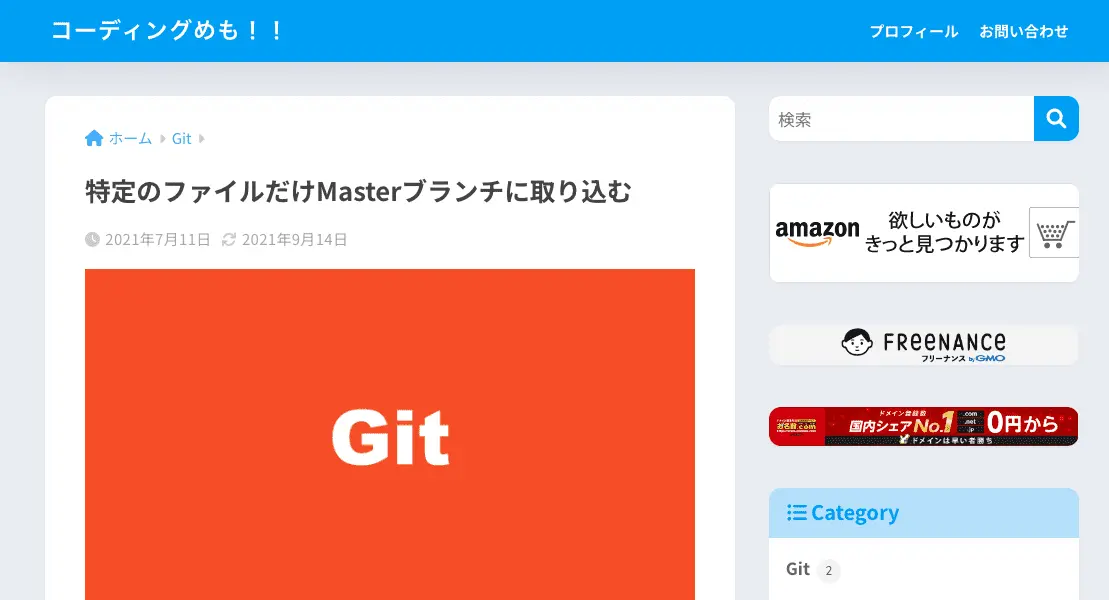 コーディングめも！！
プロフィール お問い合わせ
ホーム Git
特定のファイルだけMasterブランチに取り込む
2021年7月11日 2021年9月14日
Git
検索
amazon
欲しいものが
きっと見つかります
FREENANCE
フリーナンス by GMO
ドメイン登録数
国内シェアNo.1
.com
.net
.jp
0円から
ドメインは早い者勝ち
Category
Git 2